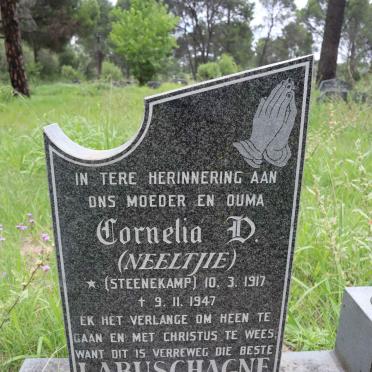 IN TERE HERINNERING AAN
ONS MOEDER EN OUMA
Cornelia D.
(NEELTJIE)
★ (STEENEKAMP) 10. 3. 1917
✝ 9. 11. 1947
EK HET VERLANGE OM HEEN TE
GAAN EN MET CHRISTUS TE WEES,
WANT DIT IS VERREWEG DIE BESTE
LABUSCHAGNE